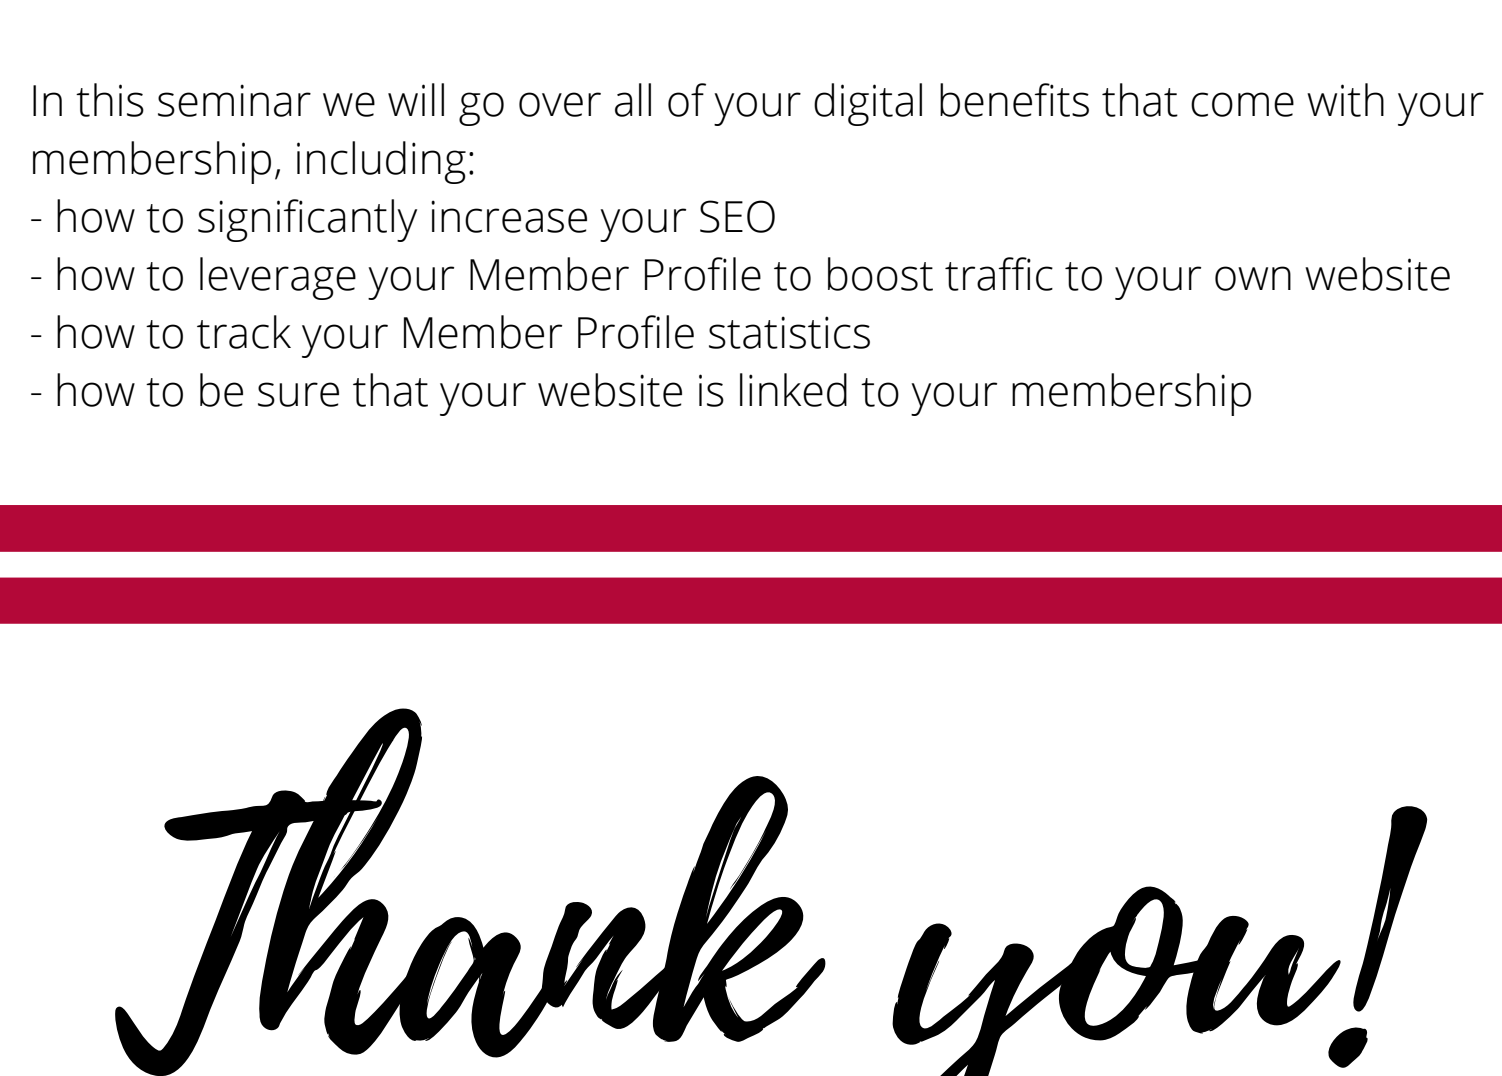 In this seminar we will go over all of your digital benefits that come with your
membership, including:
- how to significantly increase your SEO
- how to leverage your Member Profile to boost traffic to your own website
- how to track your Member Profile statistics
- how to be sure that your website is linked to your membership
Thank you!